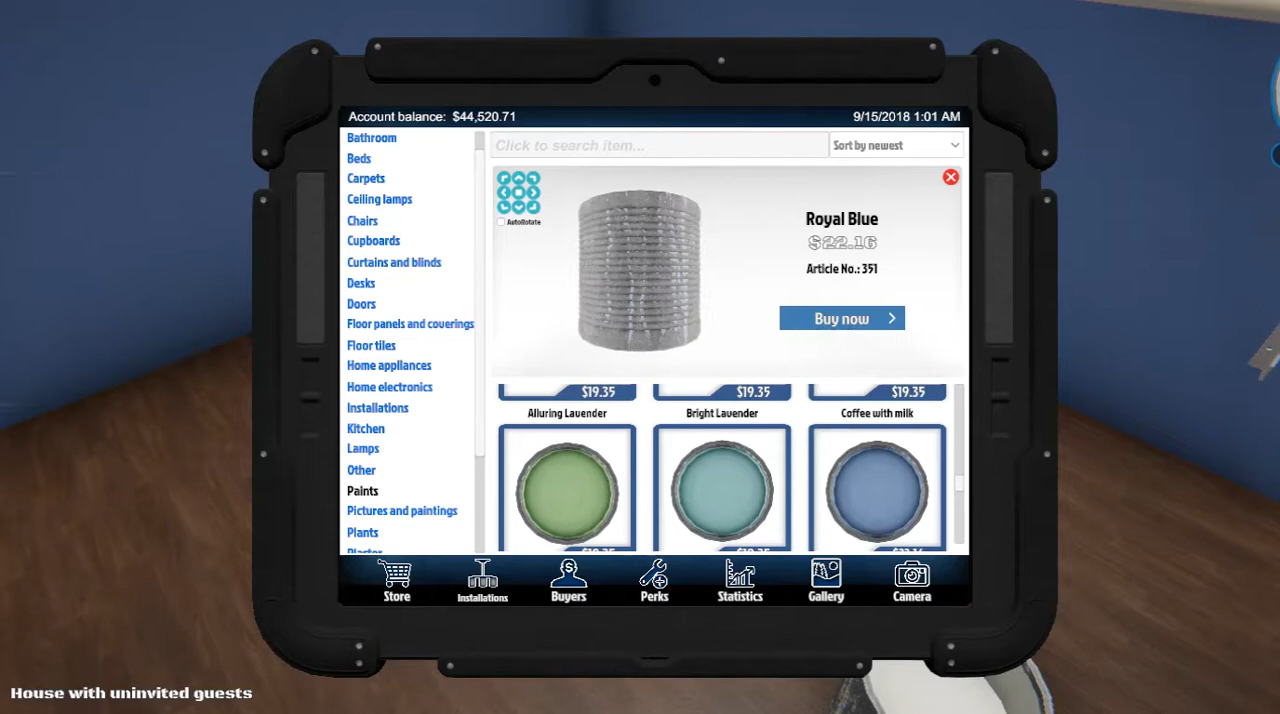 Account balance: $44,520.71
9/15/2018 1:01 AM
Bathroom
Beds
Carpets
Ceiling lamps
Chairs
Cupboards
Curtains and blinds
Desks
Doors
Floor panels and coverings
Floor tiles
Home appliances
Home electronics
Installations
Kitchen
Lamps
Other
Paints
Pictures and paintings
Plants
Plaster
Click to search item...
Sort by newest
AutoRotate
Royal Blue
$22.16
Article No.: 351
Buy now
$19.35
$19.35
$19.35
Alluring Lavender
Bright Lavender
Coffee with milk
Store
Installations
Buyers
Perks
Statistics
Gallery
Camera
House with uninvited guests